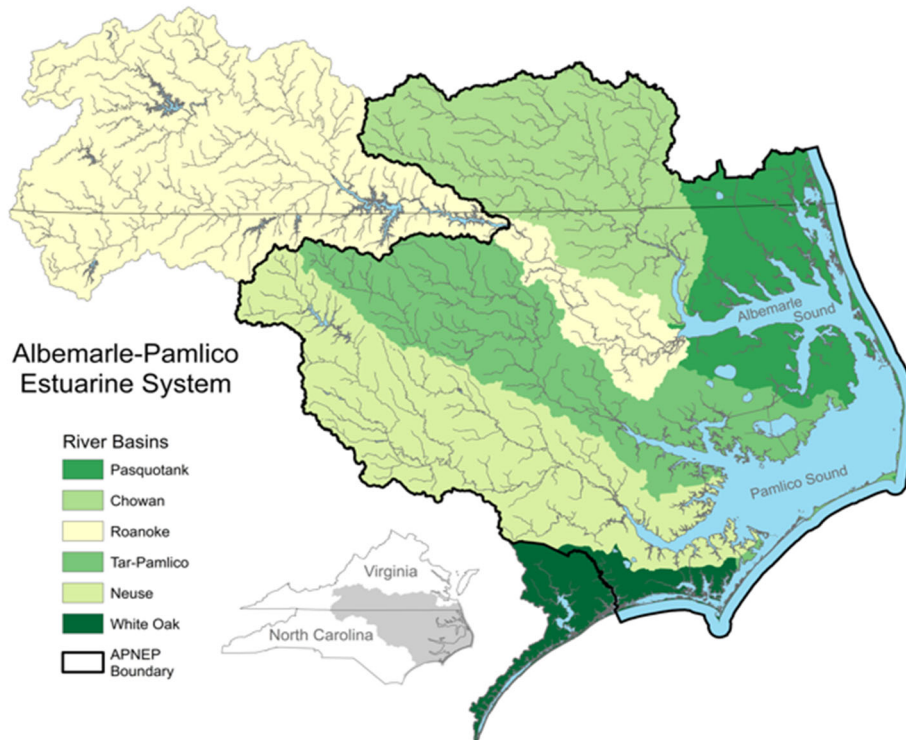 Albemarle
Sound
Albemarle-Pamlico
Estuarine System
River Basins
Pasquotank
Chowan
Roanoke
Tar-Pamlico
Neuse
White Oak
APNEP
Boundary
Pamlico Sound
Virginia
North Carolina